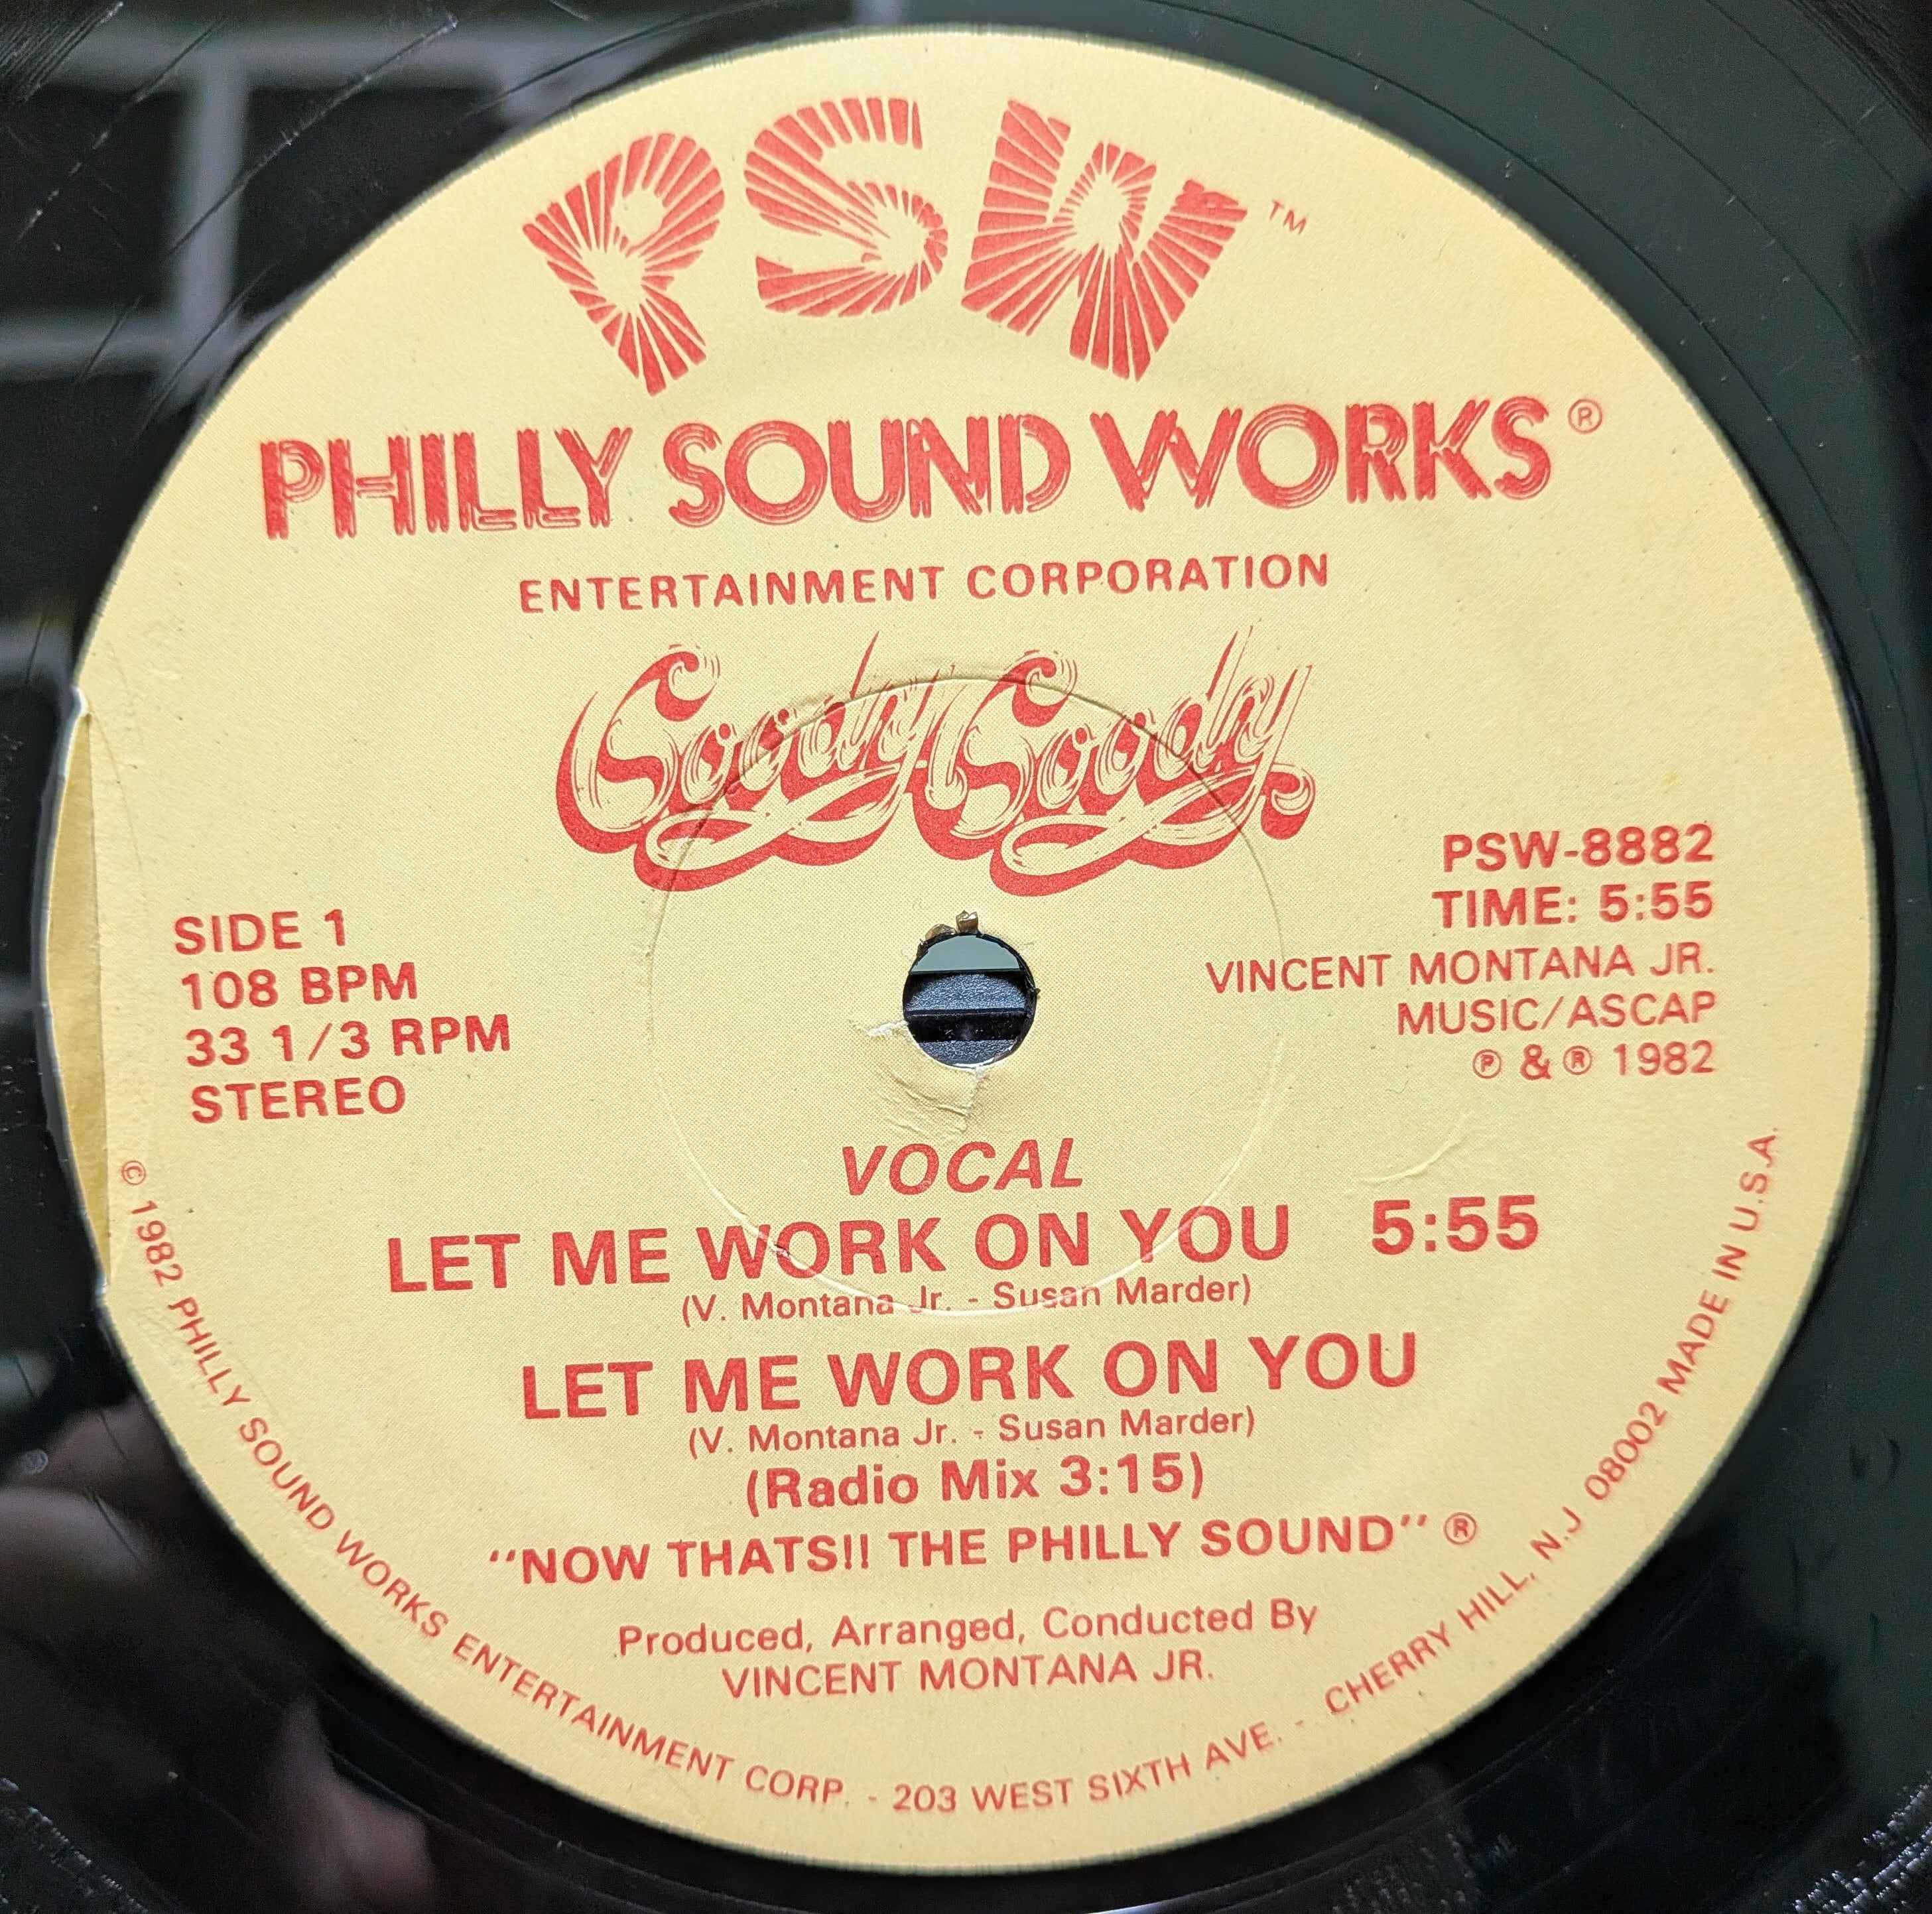 PSW™
PHILLY SOUND WORKS®
ENTERTAINMENT CORPORATION
Goody Goody
SIDE 1
108 BPM
33 1/3 RPM
STEREO
PSW-8882
TIME: 5:55
VINCENT MONTANA JR.
MUSIC/ASCAP
℗ & ® 1982
VOCAL
LET ME WORK ON YOU 5:55
(V. Montana Jr. - Susan Marder)
LET ME WORK ON YOU
(V. Montana Jr. - Susan Marder)
(Radio Mix 3:15)
"NOW THATS!! THE PHILLY SOUND" ®
Produced, Arranged, Conducted By
VINCENT MONTANA JR.
© 1982 PHILLY SOUND WORKS ENTERTAINMENT CORP. - 203 WEST SIXTH AVE. - CHERRY HILL, N.J 08002 MADE IN U.S.A.